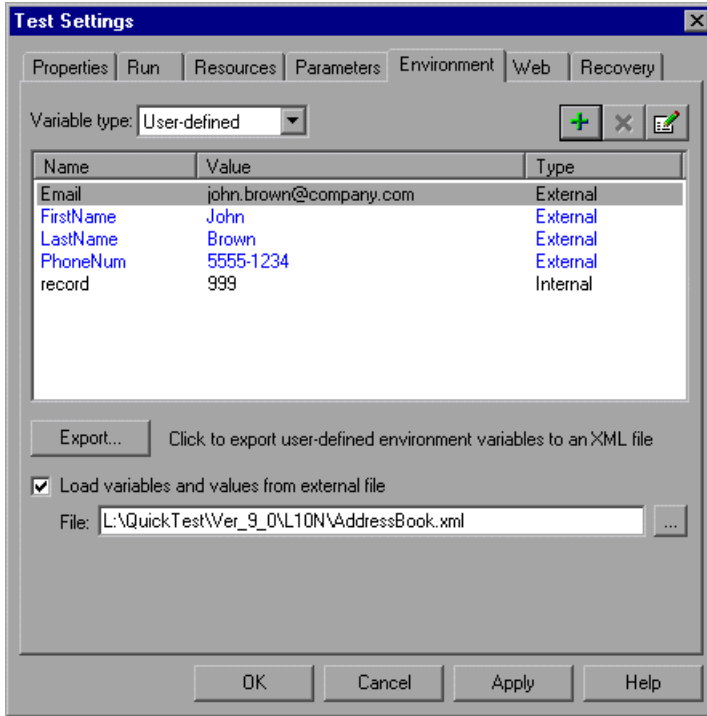 Test Settings
Properties Run Resources Parameters Environment Web Recovery
Variable type: User-defined
Name Value Type
Email john.brown@company.com External
FirstName John External
LastName Brown External
PhoneNum 5555-1234 External
record 999 Internal
Export... Click to export user-defined environment variables to an XML file
Load variables and values from external file
File: L:\QuickTest\Ver_9_0\L10N\AddressBook.xml ...
OK Cancel Apply Help